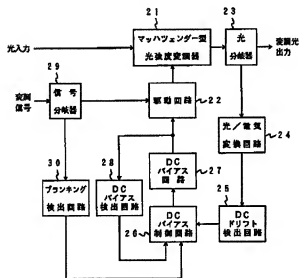 21
23
光入力
マッハツェンダー型
光強度変調器
光
分岐器
変調光
出力
29
変調
信号
信号
分岐器
駆動回路
22
光/電気
変換回路
24
30
28
27
25
ブランキング
検出回路
DC
バイアス
検出回路
DC
バイアス
回路
26
DC
バイアス
制御回路
DC
ドリフト
検出回路